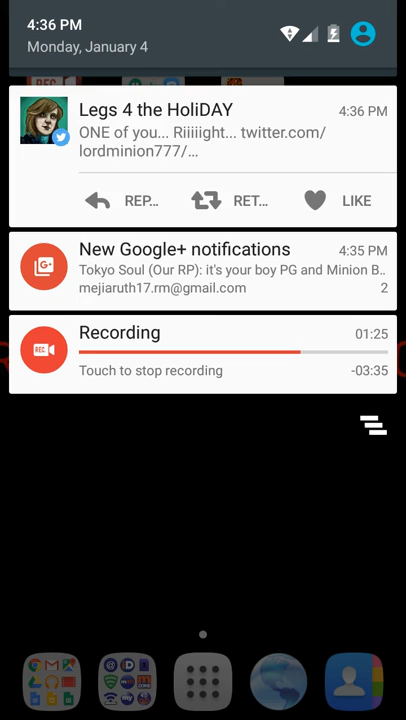 4:36 PM
Monday, January 4
Legs 4 the HoliDAY
4:36 PM
ONE of you... Riiiiight... twitter.com/
lordminion777/…
REP...
RET...
LIKE
New Google+ notifications
4:35 PM
Tokyo Soul (Our RP): it's your boy PG and Minion B..
mejiaruth17.rm@gmail.com
2
REC
Recording
01:25
Touch to stop recording
-03:35